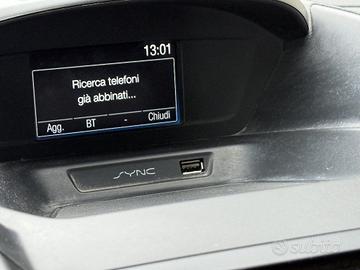 13:01
Ricerca telefoni
già abbinati...
Agg. BT - Chiudi
SYNC
subito